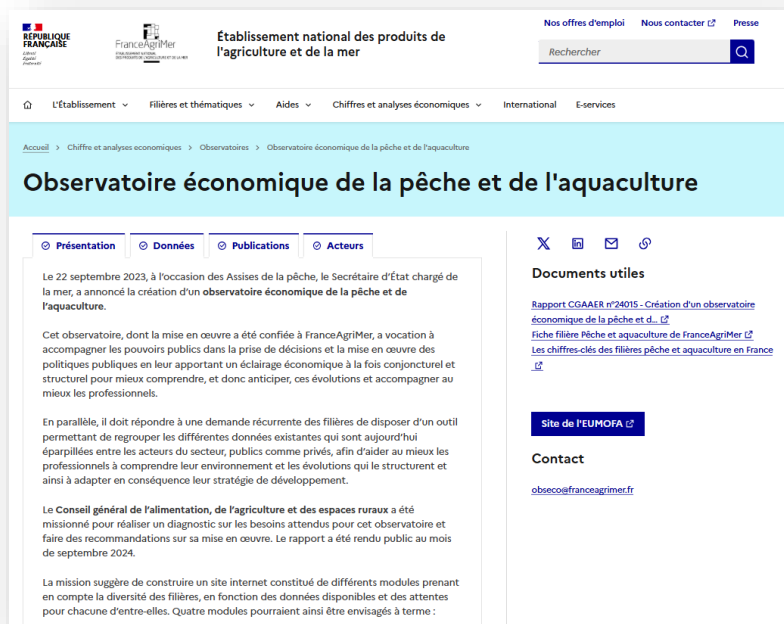 Nos offres d'emploi Nous contacter Presse
RÉPUBLIQUE
FRANÇAISE
Liberté
Égalité
Fraternité
FranceAgriMer
ÉTABLISSEMENT NATIONAL
DES PRODUITS DE L'AGRICULTURE ET DE LA MER
Établissement national des produits de
l'agriculture et de la mer
Rechercher
L'Établissement Filières et thématiques Aides Chiffres et analyses économiques International E-services
Accueil > Chiffre et analyses economiques > Observatoires > Observatoire économique de la pêche et de l'aquaculture
Observatoire économique de la pêche et de l'aquaculture
Présentation Données Publications Acteurs
Le 22 septembre 2023, à l'occasion des Assises de la pêche, le Secrétaire d'État chargé de
la mer, a annoncé la création d'un observatoire économique de la pêche et de
l'aquaculture.
Cet observatoire, dont la mise en œuvre a été confiée à FranceAgriMer, a vocation à
accompagner les pouvoirs publics dans la prise de décisions et la mise en œuvre des
politiques publiques en leur apportant un éclairage économique à la fois conjoncturel et
structurel pour mieux comprendre, et donc anticiper, ces évolutions et accompagner au
mieux les professionnels.
En parallèle, il doit répondre à une demande récurrente des filières de disposer d'un outil
permettant de regrouper les différentes données existantes qui sont aujourd'hui
éparpillées entre les acteurs du secteur, publics comme privés, afin d'aider au mieux les
professionnels à comprendre leur environnement et les évolutions qui le structurent et
ainsi à adapter en conséquence leur stratégie de développement.
Le Conseil général de l'alimentation, de l'agriculture et des espaces ruraux a été
missionné pour réaliser un diagnostic sur les besoins attendus pour cet observatoire et
faire des recommandations sur sa mise en œuvre. Le rapport a été rendu public au mois
de septembre 2024.
La mission suggère de construire un site internet constitué de différents modules prenant
en compte la diversité des filières, en fonction des données disponibles et des attentes
pour chacune d'entre-elles. Quatre modules pourraient ainsi être envisagés à terme :
Documents utiles
Rapport CGAAER n°24015 - Création d'un observatoire
économique de la pêche et d...
Fiche filière Pêche et aquaculture de FranceAgriMer
Les chiffres-clés des filières pêche et aquaculture en France
Site de l'EUMOFA
Contact
obseco@franceagrimer.fr